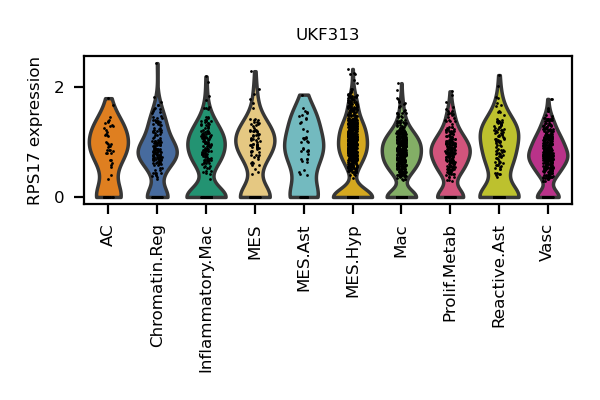 UKF313
RPS17 expression
2
0
AC
Chromatin.Reg
Inflammatory.Mac
MES
MES.Ast
MES.Hyp
Mac
Prolif.Metab
Reactive.Ast
Vasc